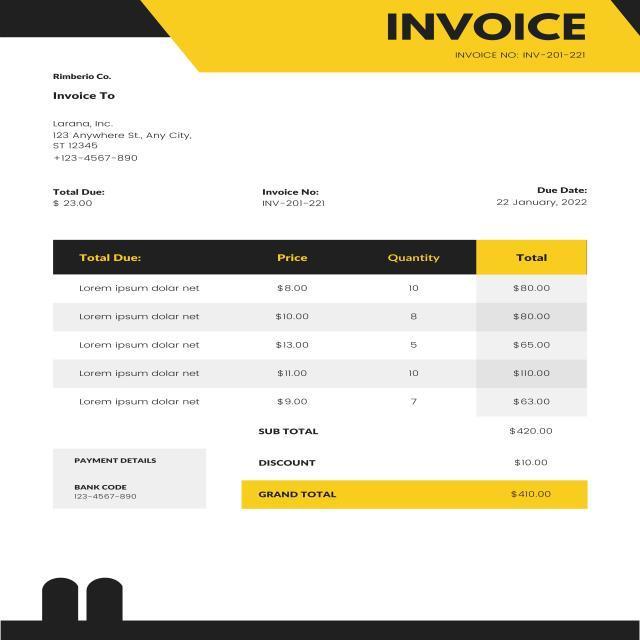 INVOICE
INVOICE NO: INV-201-221
Rimberio Co.
Invoice To
Larana, Inc.
123 Anywhere St., Any City,
ST 12345
+123-4567-890
Total Due: Invoice No: Due Date:
$ 23.00 INV-201-221 22 January, 2022
Total Due: Price Quantity Total
Lorem ipsum dolar net $8.00 10 $80.00
Lorem ipsum dolar net $10.00 8 $80.00
Lorem ipsum dolar net $13.00 5 $65.00
Lorem ipsum dolar net $11.00 10 $110.00
Lorem ipsum dolar net $9.00 7 $63.00
SUB TOTAL $420.00
DISCOUNT $10.00
GRAND TOTAL $410.00
PAYMENT DETAILS
BANK CODE
123-4567-890